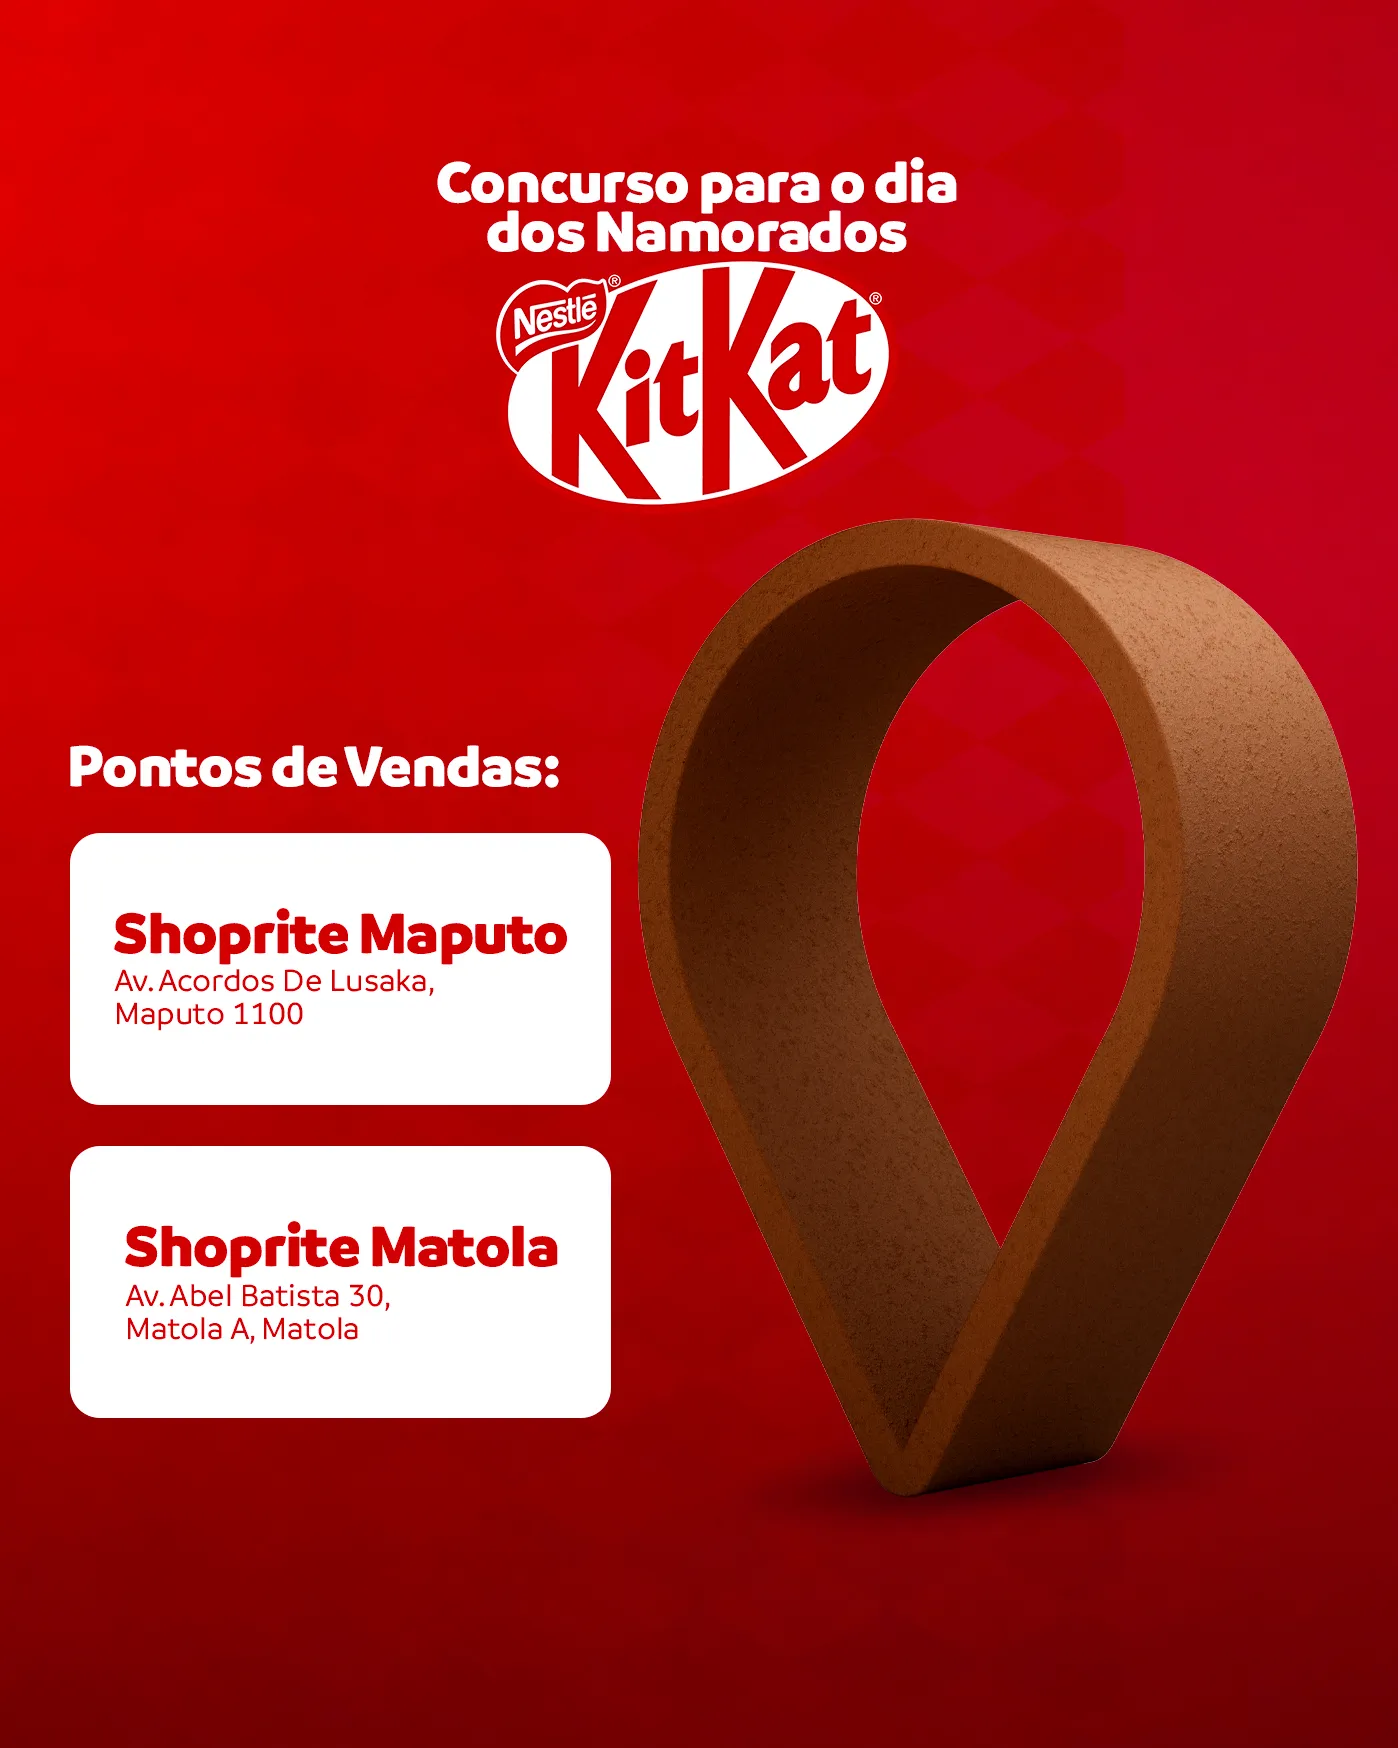 Concurso para o dia
dos Namorados
Nestlé®
KitKat®
Pontos de Vendas:
Shoprite Maputo
Av. Acordos De Lusaka,
Maputo 1100
Shoprite Matola
Av. Abel Batista 30,
Matola A, Matola